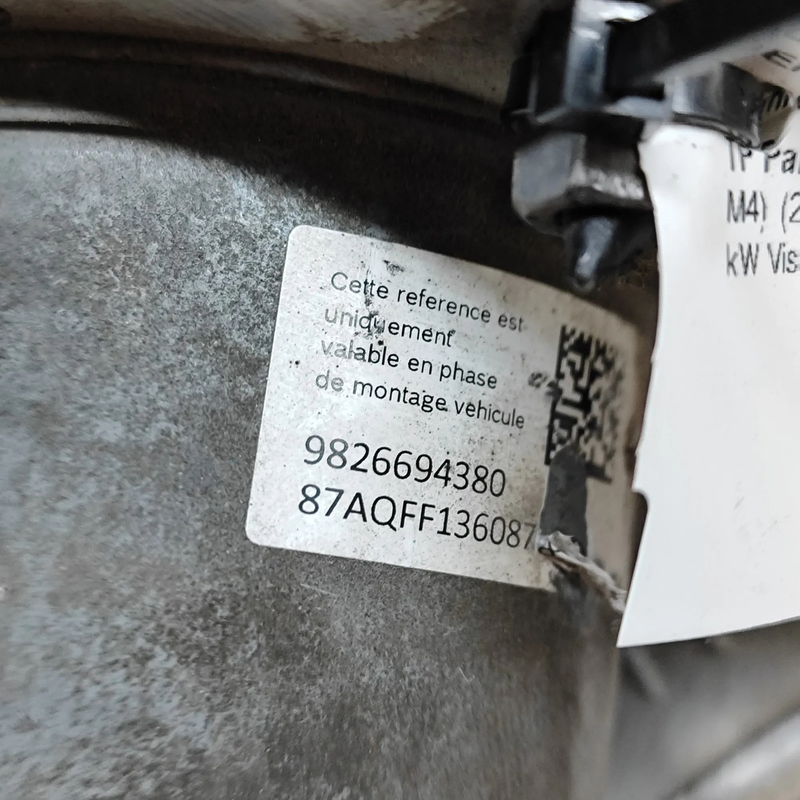 Cette reference est
uniquement
valable en phase
de montage vehicule
9826694380
87AQFF136087
M4) (2
kW Vis